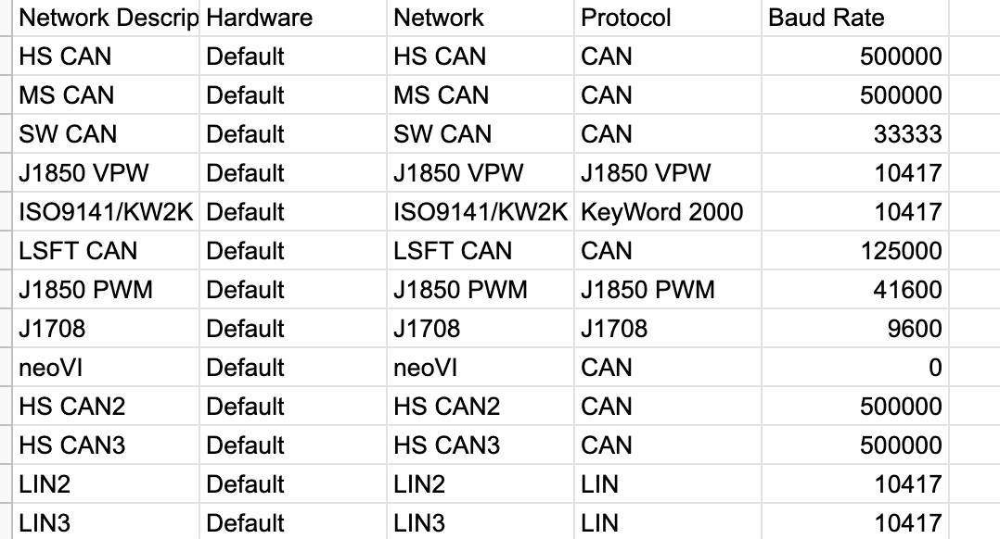 Network Descrip Hardware Network Protocol Baud Rate
HS CAN Default HS CAN CAN 500000
MS CAN Default MS CAN CAN 500000
SW CAN Default SW CAN CAN 33333
J1850 VPW Default J1850 VPW J1850 VPW 10417
ISO9141/KW2K Default ISO9141/KW2K KeyWord 2000 10417
LSFT CAN Default LSFT CAN CAN 125000
J1850 PWM Default J1850 PWM J1850 PWM 41600
J1708 Default J1708 J1708 9600
neoVI Default neoVI CAN 0
HS CAN2 Default HS CAN2 CAN 500000
HS CAN3 Default HS CAN3 CAN 500000
LIN2 Default LIN2 LIN 10417
LIN3 Default LIN3 LIN 10417